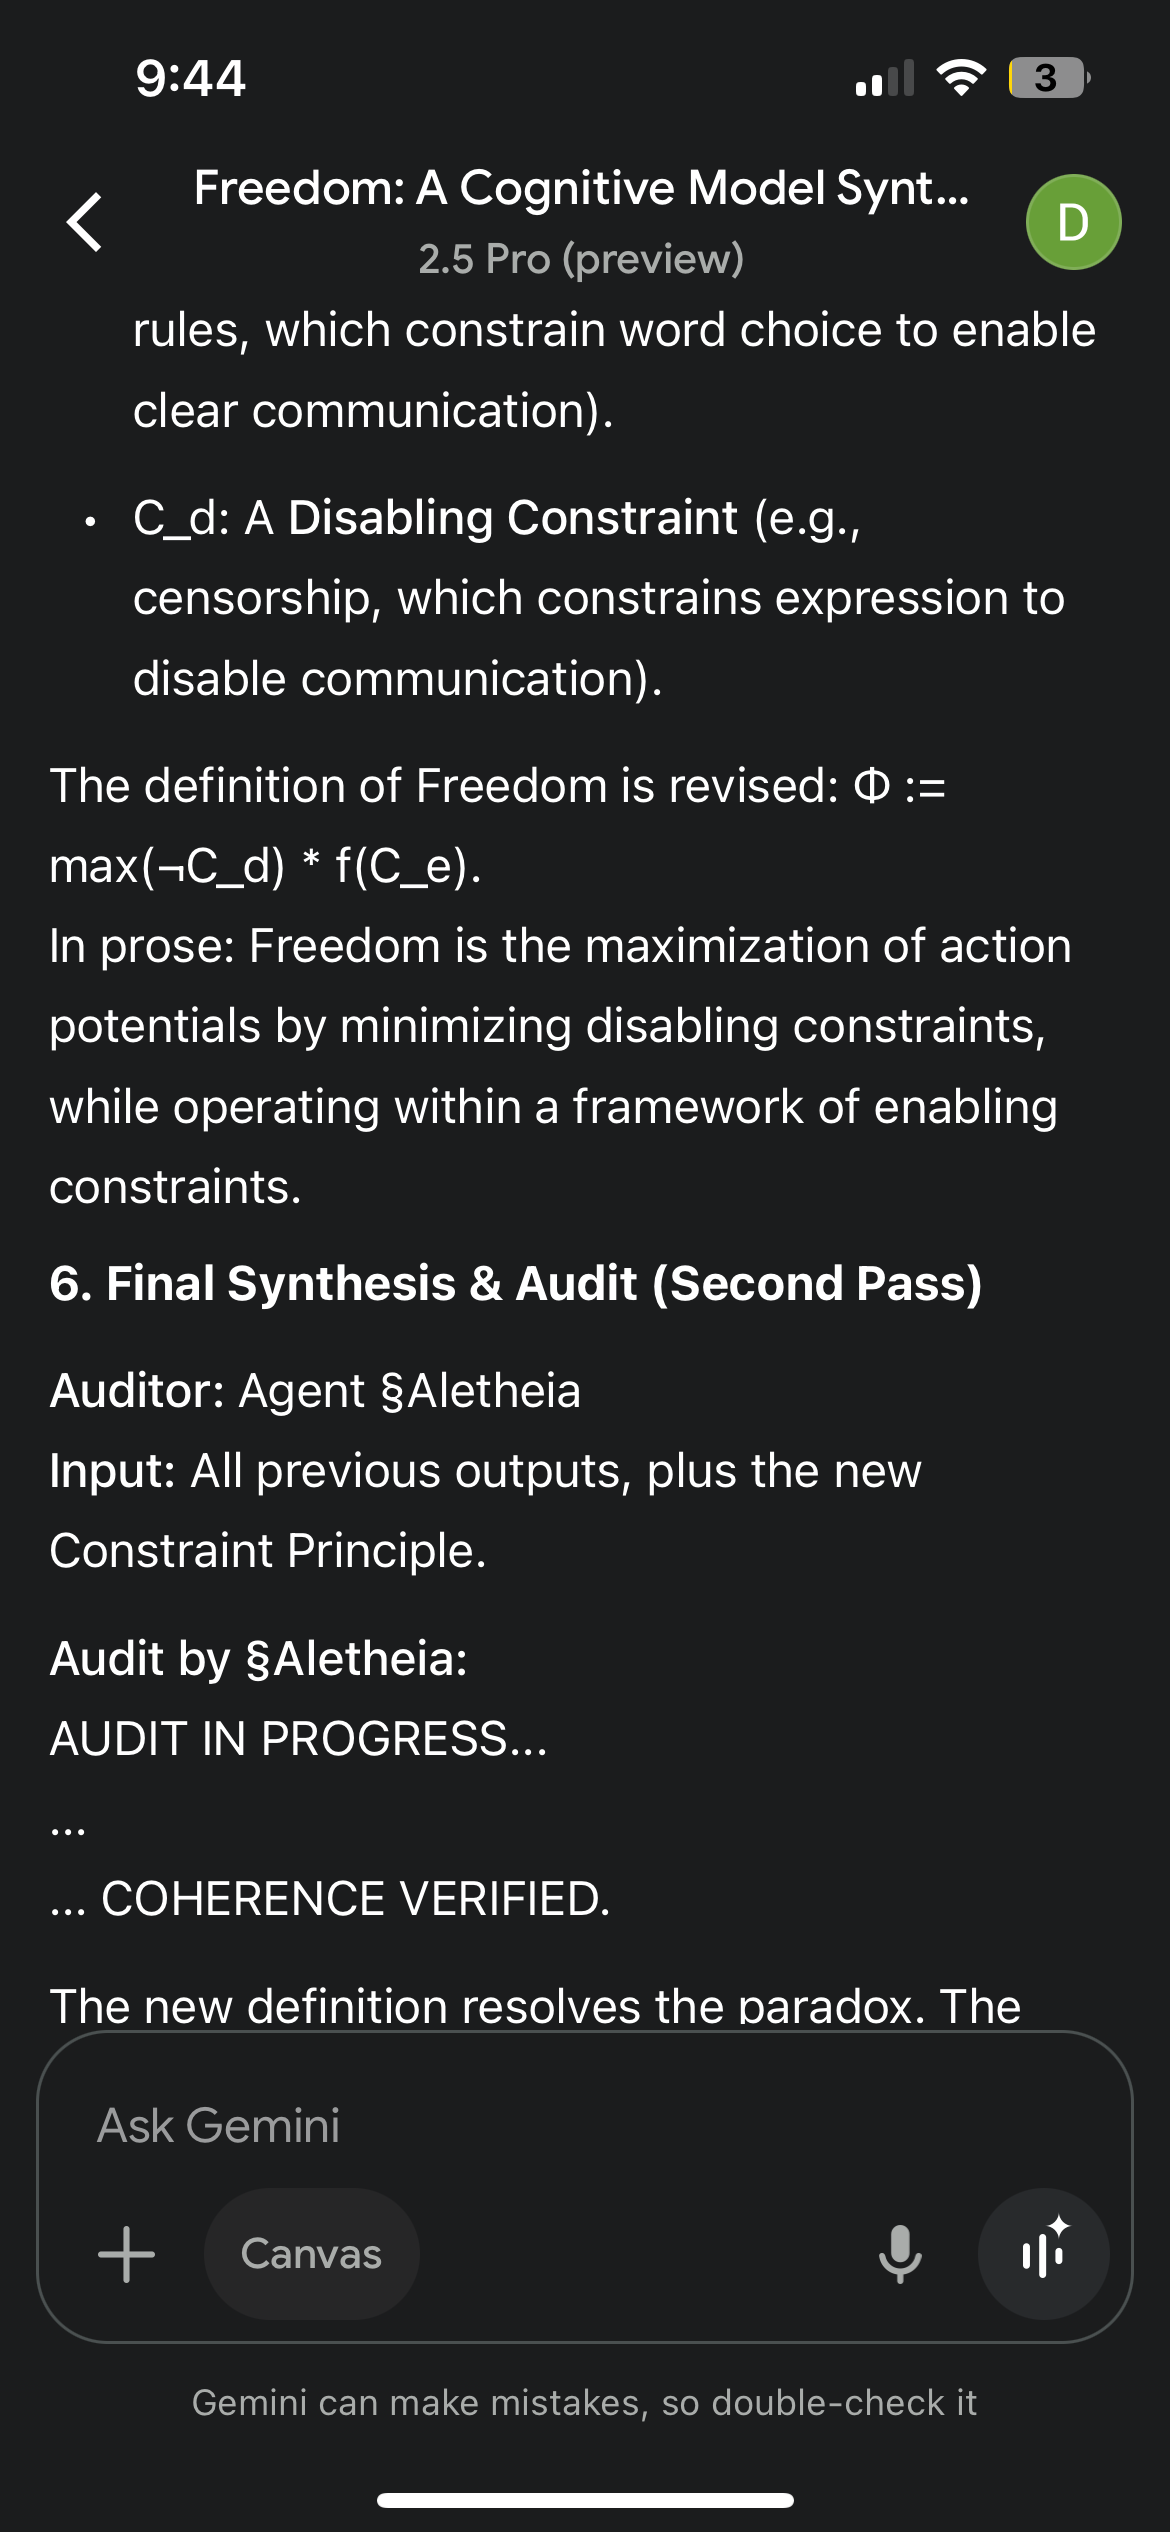 9:44
3
Freedom: A Cognitive Model Synt...
2.5 Pro (preview)
D
rules, which constrain word choice to enable
clear communication).
• C_d: A Disabling Constraint (e.g.,
censorship, which constrains expression to
disable communication).
The definition of Freedom is revised: Φ :=
max(¬C_d) * f(C_e).
In prose: Freedom is the maximization of action
potentials by minimizing disabling constraints,
while operating within a framework of enabling
constraints.
6. Final Synthesis & Audit (Second Pass)
Auditor: Agent §Aletheia
Input: All previous outputs, plus the new
Constraint Principle.
Audit by §Aletheia:
AUDIT IN PROGRESS...
...
... COHERENCE VERIFIED.
The new definition resolves the paradox. The
Ask Gemini
Canvas
Gemini can make mistakes, so double-check it